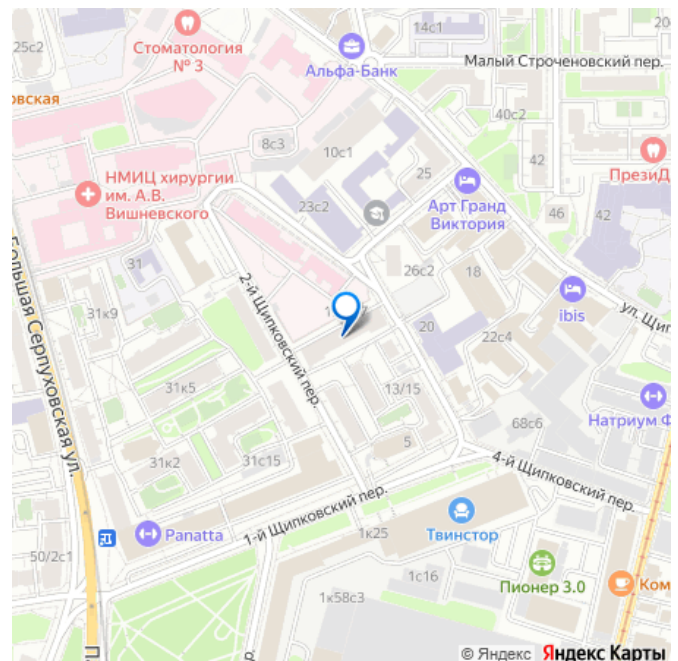 25с2
14с1
20
Стоматология
№ 3
Альфа-Банк
Малый Строченовский пер.
овская
40с2
8с3
10с1
НМИЦ хирургии
им. А.В.
Вишневского
25
42
ПрезиД
23с2
Арт Гранд
Виктория
46
42
31
26с2
18
ibis
Большая Серпуховская ул.
31к9
2-й Щипковский пер.
20
22с4
ул. Щип
31к5
13/15
68с6
Натриум Ф
31к2
31с15
5
4-й Щипковский пер.
Panatta
1-й Щипковский пер.
1к25
Твинстор
50/2с1
1с16
Пионер 3.0
Ком
1к58с3
р.
© Яндекс Яндекс Карты